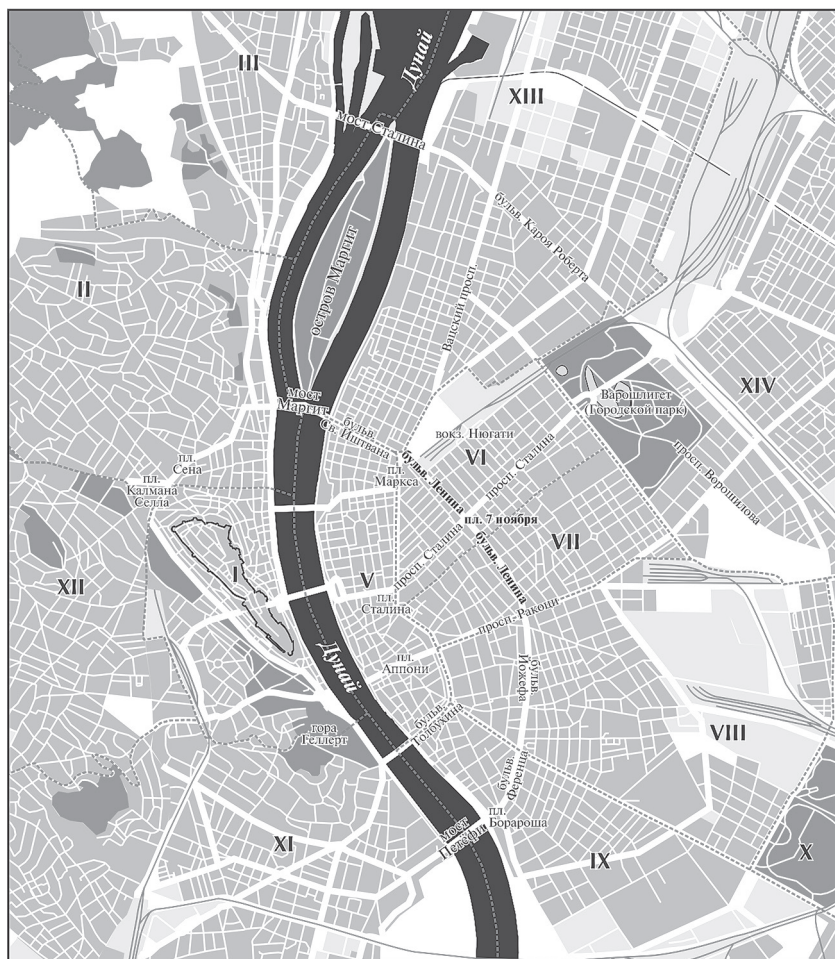 Дунай
III
XIII
мост Сталина
бульв. Кароя Роберта
остров Маргит
II
Вацский просп.
XIV
Варошлигет
(Городской парк)
мост
Маргит
бульв.
Св. Иштвана
вокз. Нюгати
VI
просп. Сталина
просп. Ворошилова
пл.
Сена
пл.
Маркса
бульв. Ленина
пл.
Калмана
Селла
пл. 7 ноября
VII
просп. Сталина
бульв. Ленина
XII
I
V
пл.
Сталина
просп. Ракоци
Дунай
пл.
Аппони
бульв.
Йожефа
бульв.
Толбухина
гора
Геллерт
VIII
бульв.
Ференца
пл.
Борароша
мост
Петефи
XI
IX
X